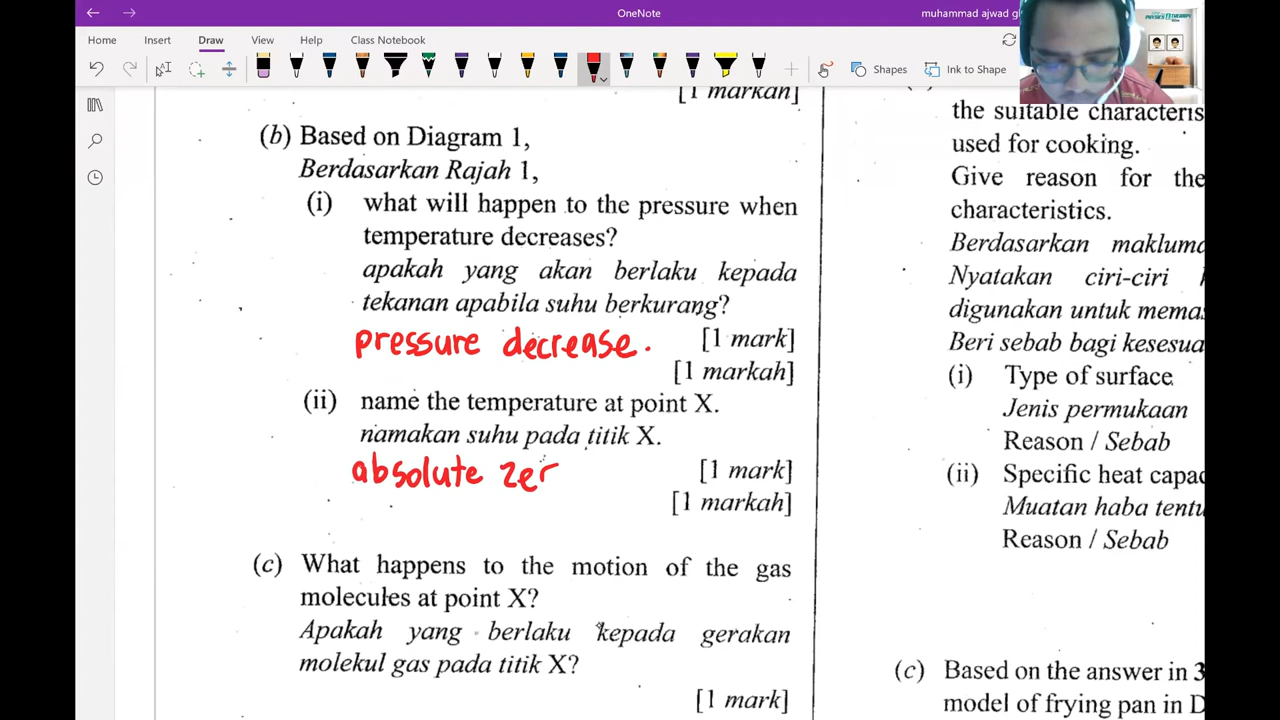 OneNote
muhammad ajwad gh
Home Insert Draw View Help Class Notebook
Shapes Ink to Shape
[1 markah]
(b) Based on Diagram 1,
Berdasarkan Rajah 1,
(i) what will happen to the pressure when
temperature decreases?
apakah yang akan berlaku kepada
tekanan apabila suhu berkurang?
pressure decrease.
[1 mark]
[1 markah]
(ii) name the temperature at point X.
namakan suhu pada titik X.
absolute zer
[1 mark]
[1 markah]
(c) What happens to the motion of the gas
molecules at point X?
Apakah yang berlaku kepada gerakan
molekul gas pada titik X?
[1 mark]
the suitable characteris
used for cooking.
Give reason for the
characteristics.
Berdasarkan makluma
Nyatakan ciri-ciri
digunakan untuk memas
Beri sebab bagi kesesua
(i) Type of surface
Jenis permukaan
Reason / Sebab
(ii) Specific heat capac
Muatan haba tentu
Reason / Sebab
(c) Based on the answer in 3
model of frying pan in D